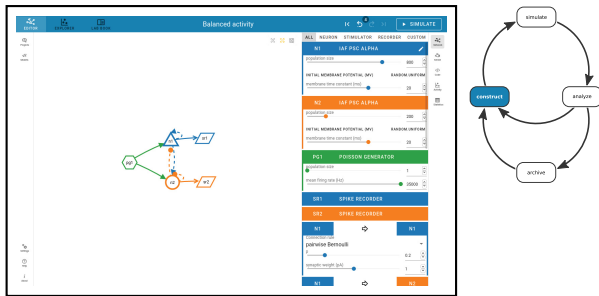 EDITOR
EXPLORER
LAB BOOK
Balanced activity
SIMULATE
ALL NEURON STIMULATOR RECORDER CUSTOM
N1 IAF PSC ALPHA
population size
800
INITIAL MEMBRANE POTENTIAL (MV) RANDOM.UNIFORM
membrane time constant (ms)
20
N2 IAF PSC ALPHA
population size
200
INITIAL MEMBRANE POTENTIAL (MV) RANDOM.UNIFORM
membrane time constant (ms)
20
PG1 POISSON GENERATOR
population size
1
mean firing rate (Hz)
35000
SR1 SPIKE RECORDER
SR2 SPIKE RECORDER
N1 N1
connection rule
pairwise Bernoulli
p
0.2
synaptic weight (pA)
1
N1 N2
n1
sr1
pg1
n2
sr2
simulate
construct
analyze
archive